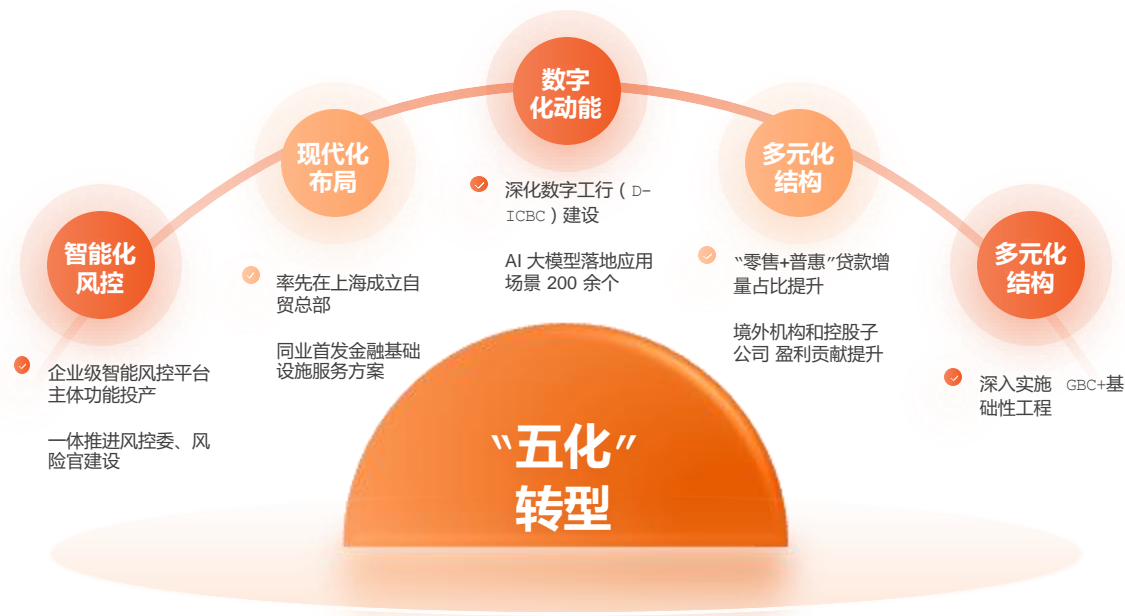 智能化
风控
企业级智能风控平台
主体功能投产
一体推进风控委、风
险官建设
现代化
布局
率先在上海成立自
贸总部
同业首发金融基础
设施服务方案
数字
化动能
深化数字工行（D-
ICBC）建设
AI 大模型落地应用
场景 200 余个
多元化
结构
“零售+普惠”贷款增
量占比提升
境外机构和控股子
公司 盈利贡献提升
多元化
结构
深入实施 GBC+基
础性工程
“五化”
转型